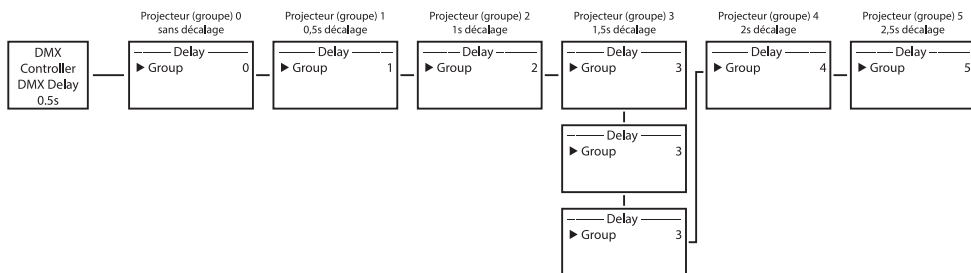 Projecteur (groupe) 0
sans décalage
Projecteur (groupe) 1
0,5s décalage
Projecteur (groupe) 2
1s décalage
Projecteur (groupe) 3
1,5s décalage
Projecteur (groupe) 4
2s décalage
Projecteur (groupe) 5
2,5s décalage
DMX
Controller
DMX Delay
0.5s
Delay
▶ Group 0
Delay
▶ Group 1
Delay
▶ Group 2
Delay
▶ Group 3
Delay
▶ Group 4
Delay
▶ Group 5
Delay
▶ Group 3
Delay
▶ Group 3